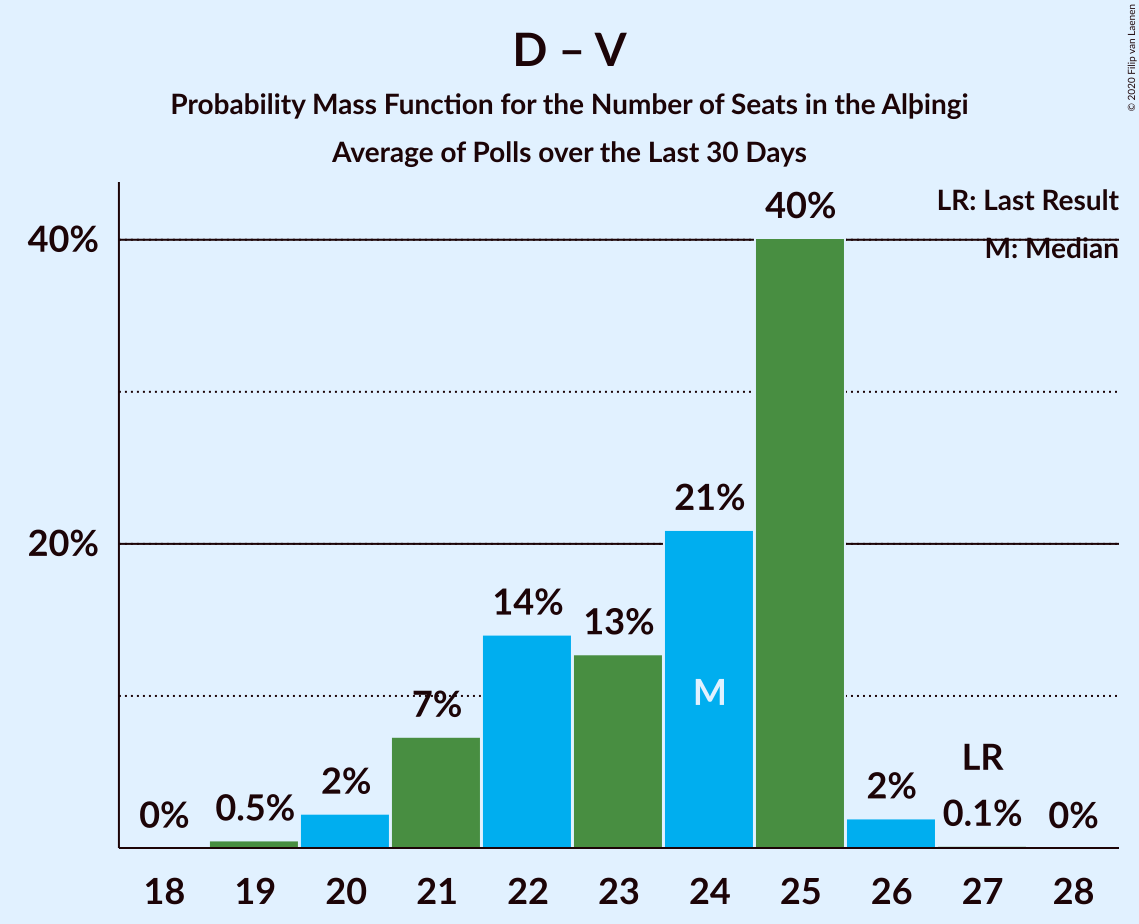 D – V
Probability Mass Function for the Number of Seats in the Alþingi
Average of Polls over the Last 30 Days
© 2020 Filip van Laenen
LR: Last Result
M: Median
40%
20%
0%
0.5%
2%
7%
14%
13%
21%
40%
2%
0.1%
0%
M
LR
18 19 20 21 22 23 24 25 26 27 28